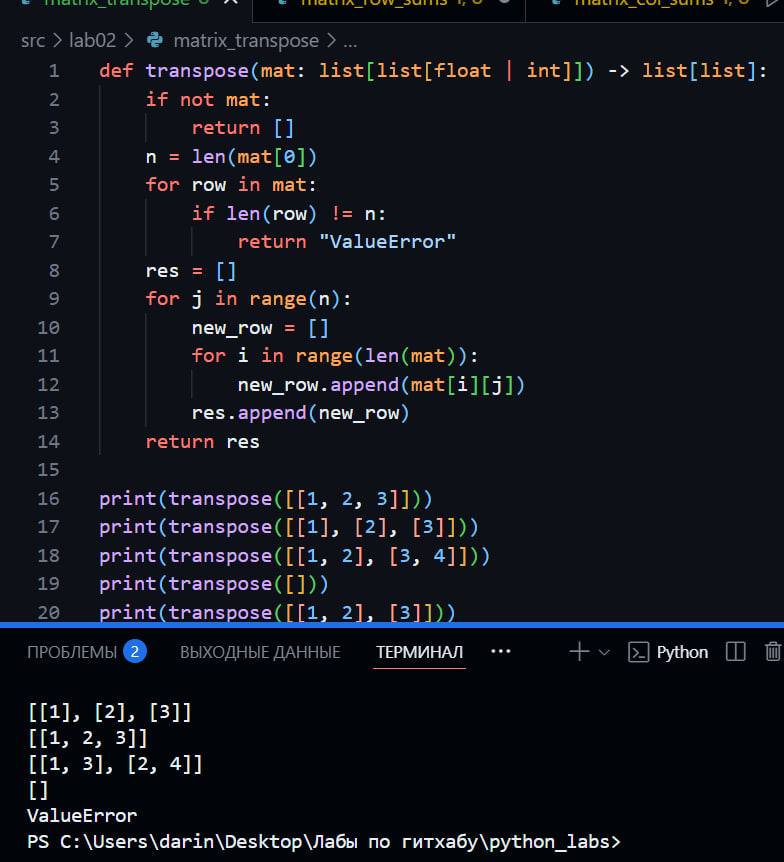 matrix_transpose matrix_row_sums 1, U matrix_col_sums 1, U
src > lab02 > matrix_transpose > ...
1 def transpose(mat: list[list[float | int]]) -> list[list]:
2     if not mat:
3         return []
4     n = len(mat[0])
5     for row in mat:
6         if len(row) != n:
7             return "ValueError"
8     res = []
9     for j in range(n):
10         new_row = []
11         for i in range(len(mat)):
12             new_row.append(mat[i][j])
13         res.append(new_row)
14     return res
15
16 print(transpose([[1, 2, 3]]))
17 print(transpose([[1], [2], [3]]))
18 print(transpose([[1, 2], [3, 4]]))
19 print(transpose([]))
20 print(transpose([[1, 2], [3]]))
ПРОБЛЕМЫ 2 ВЫХОДНЫЕ ДАННЫЕ ТЕРМИНАЛ ... Python
[[1], [2], [3]]
[[1, 2, 3]]
[[1, 3], [2, 4]]
[]
ValueError
PS C:\Users\darin\Desktop\Лабы по гитхабу\python_labs>